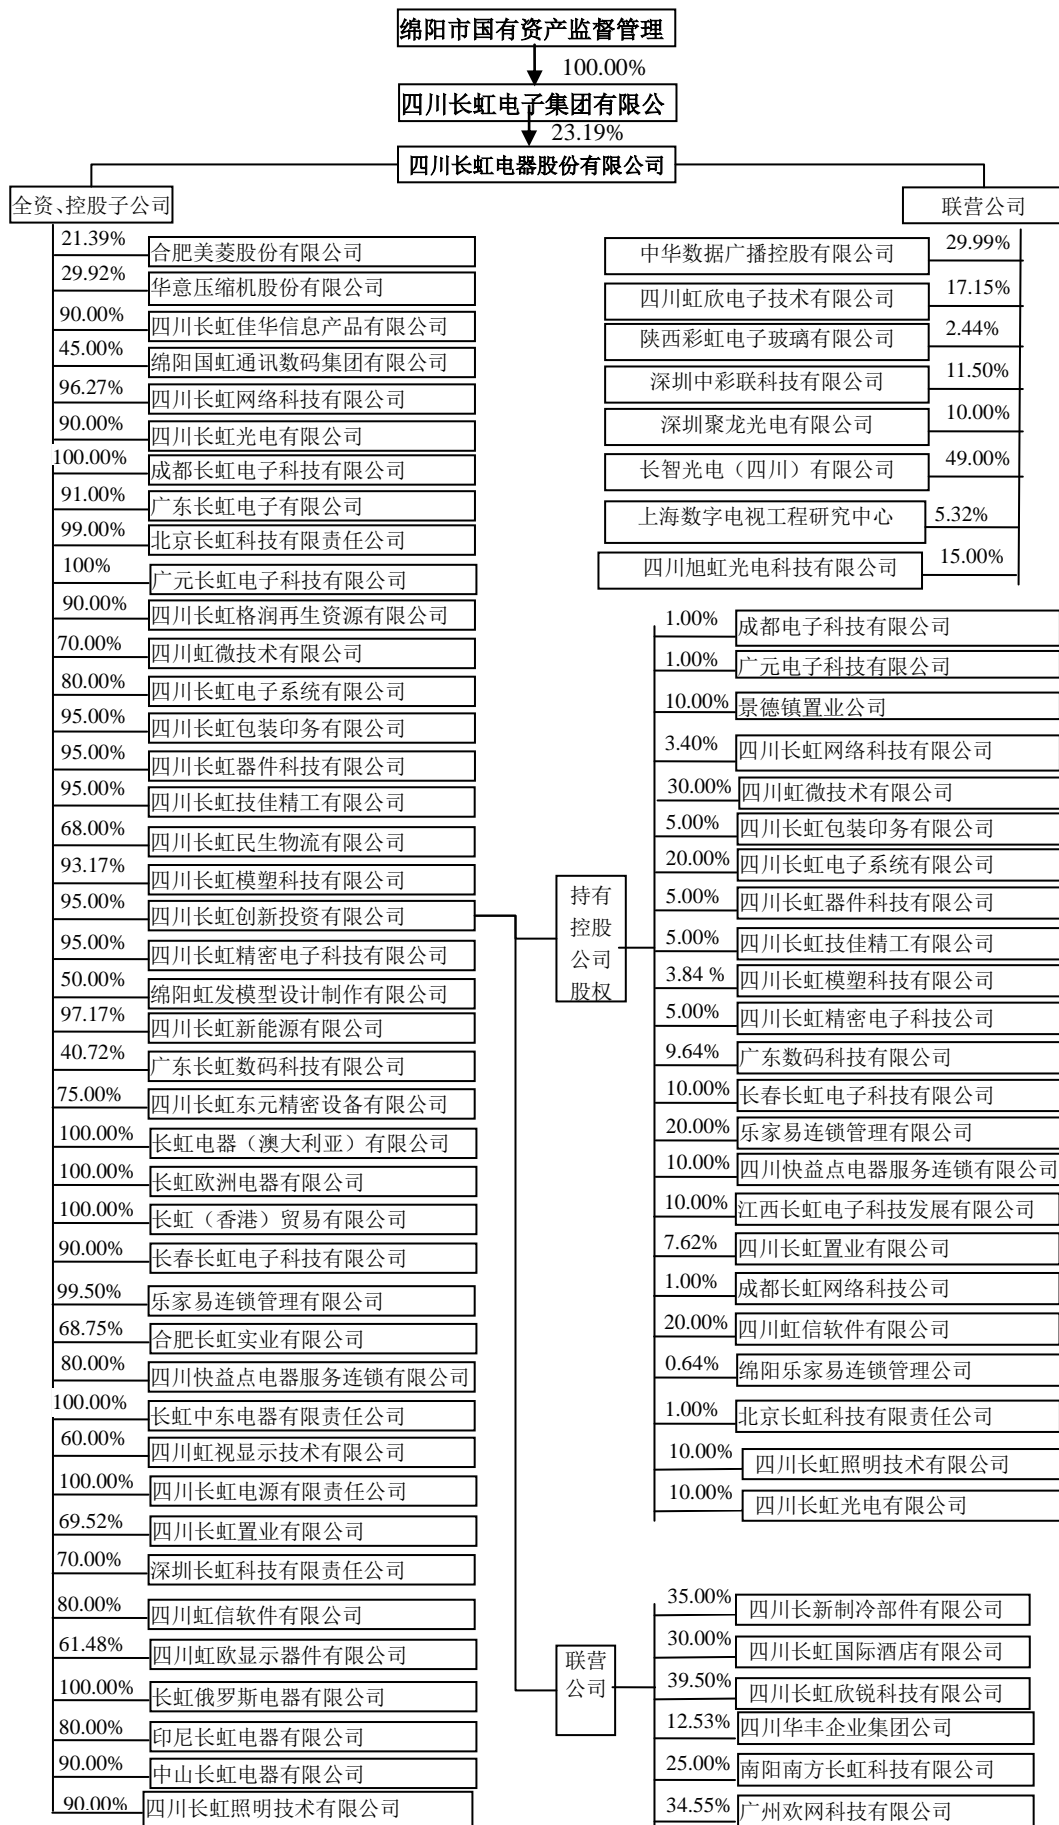 绵阳市国有资产监督管理
100.00%
四川长虹电子集团有限公
23.19%
四川长虹电器股份有限公司
全资、控股子公司
21.39%
合肥美菱股份有限公司
29.92%
华意压缩机股份有限公司
90.00%
四川长虹佳华信息产品有限公司
45.00%
绵阳国虹通讯数码集团有限公司
96.27%
四川长虹网络科技有限公司
90.00%
四川长虹光电有限公司
100.00%
成都长虹电子科技有限公司
91.00%
广东长虹电子有限公司
99.00%
北京长虹科技有限责任公司
100%
广元长虹电子科技有限公司
90.00%
四川长虹格润再生资源有限公司
70.00%
四川虹微技术有限公司
80.00%
四川长虹电子系统有限公司
95.00%
四川长虹包装印务有限公司
95.00%
四川长虹器件科技有限公司
95.00%
四川长虹技佳精工有限公司
68.00%
四川长虹民生物流有限公司
93.17%
四川长虹模塑科技有限公司
95.00%
四川长虹创新投资有限公司
95.00%
四川长虹精密电子科技有限公司
50.00%
绵阳虹发模型设计制作有限公司
97.17%
四川长虹新能源有限公司
40.72%
广东长虹数码科技有限公司
75.00%
四川长虹东元精密设备有限公司
100.00%
长虹电器（澳大利亚）有限公司
100.00%
长虹欧洲电器有限公司
100.00%
长虹（香港）贸易有限公司
90.00%
长春长虹电子科技有限公司
99.50%
乐家易连锁管理有限公司
68.75%
合肥长虹实业有限公司
80.00%
四川快益点电器服务连锁有限公司
100.00%
长虹中东电器有限责任公司
60.00%
四川虹视显示技术有限公司
100.00%
四川长虹电源有限责任公司
69.52%
四川长虹置业有限公司
70.00%
深圳长虹科技有限责任公司
80.00%
四川虹信软件有限公司
61.48%
四川虹欧显示器件有限公司
100.00%
长虹俄罗斯电器有限公司
80.00%
印尼长虹电器有限公司
90.00%
中山长虹电器有限公司
90.00%
四川长虹照明技术有限公司
联营公司
中华数据广播控股有限公司
29.99%
四川虹欣电子技术有限公司
17.15%
陕西彩虹电子玻璃有限公司
2.44%
深圳中彩联科技有限公司
11.50%
深圳聚龙光电有限公司
10.00%
长智光电（四川）有限公司
49.00%
上海数字电视工程研究中心
5.32%
四川旭虹光电科技有限公司
15.00%
持有
控股
公司
股权
1.00%
成都电子科技有限公司
1.00%
广元电子科技有限公司
10.00%
景德镇置业公司
3.40%
四川长虹网络科技有限公司
30.00%
四川虹微技术有限公司
5.00%
四川长虹包装印务有限公司
20.00%
四川长虹电子系统有限公司
5.00%
四川长虹器件科技有限公司
5.00%
四川长虹技佳精工有限公司
3.84 %
四川长虹模塑科技有限公司
5.00%
四川长虹精密电子科技公司
9.64%
广东数码科技有限公司
10.00%
长春长虹电子科技有限公司
20.00%
乐家易连锁管理有限公司
10.00%
四川快益点电器服务连锁有限公司
10.00%
江西长虹电子科技发展有限公司
7.62%
四川长虹置业有限公司
1.00%
成都长虹网络科技公司
20.00%
四川虹信软件有限公司
0.64%
绵阳乐家易连锁管理公司
1.00%
北京长虹科技有限责任公司
10.00%
四川长虹照明技术有限公司
10.00%
四川长虹光电有限公司
联营
公司
35.00%
四川长新制冷部件有限公司
30.00%
四川长虹国际酒店有限公司
39.50%
四川长虹欣锐科技有限公司
12.53%
四川华丰企业集团公司
25.00%
南阳南方长虹科技有限公司
34.55%
广州欢网科技有限公司